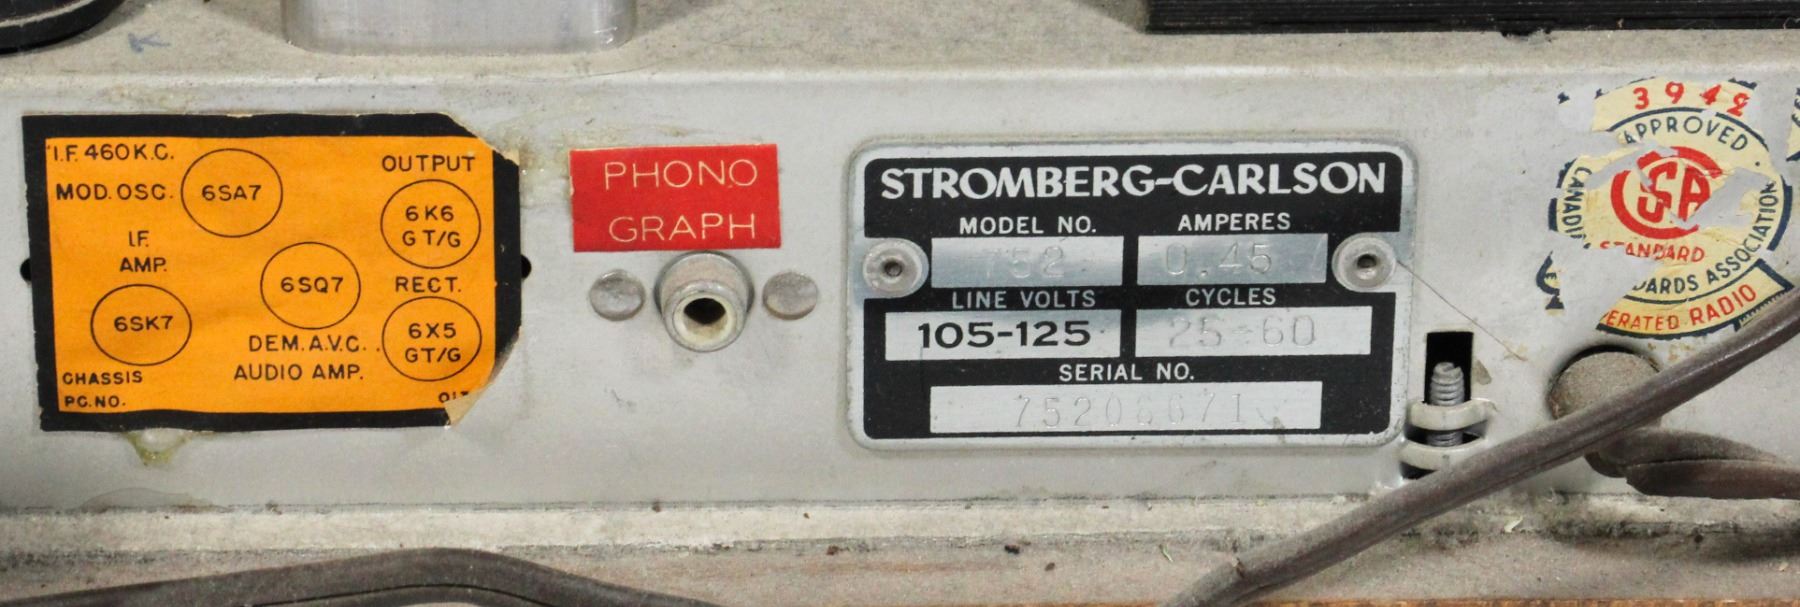 I.F. 460 K.C.
MOD. OSC.
6SA7
OUTPUT
6K6
GT/G
I.F.
AMP.
6SQ7
RECT.
6SK7
6X5
GT/G
DEM. A.V.C.
AUDIO AMP.
CHASSIS
PC. NO.
PHONO
GRAPH
STROMBERG-CARLSON
MODEL NO.
AMPERES
752
0.45
LINE VOLTS
CYCLES
105-125
25-60
SERIAL NO.
3942
APPROVED
CSA
STANDARD
ASSOCIATION
RADIO